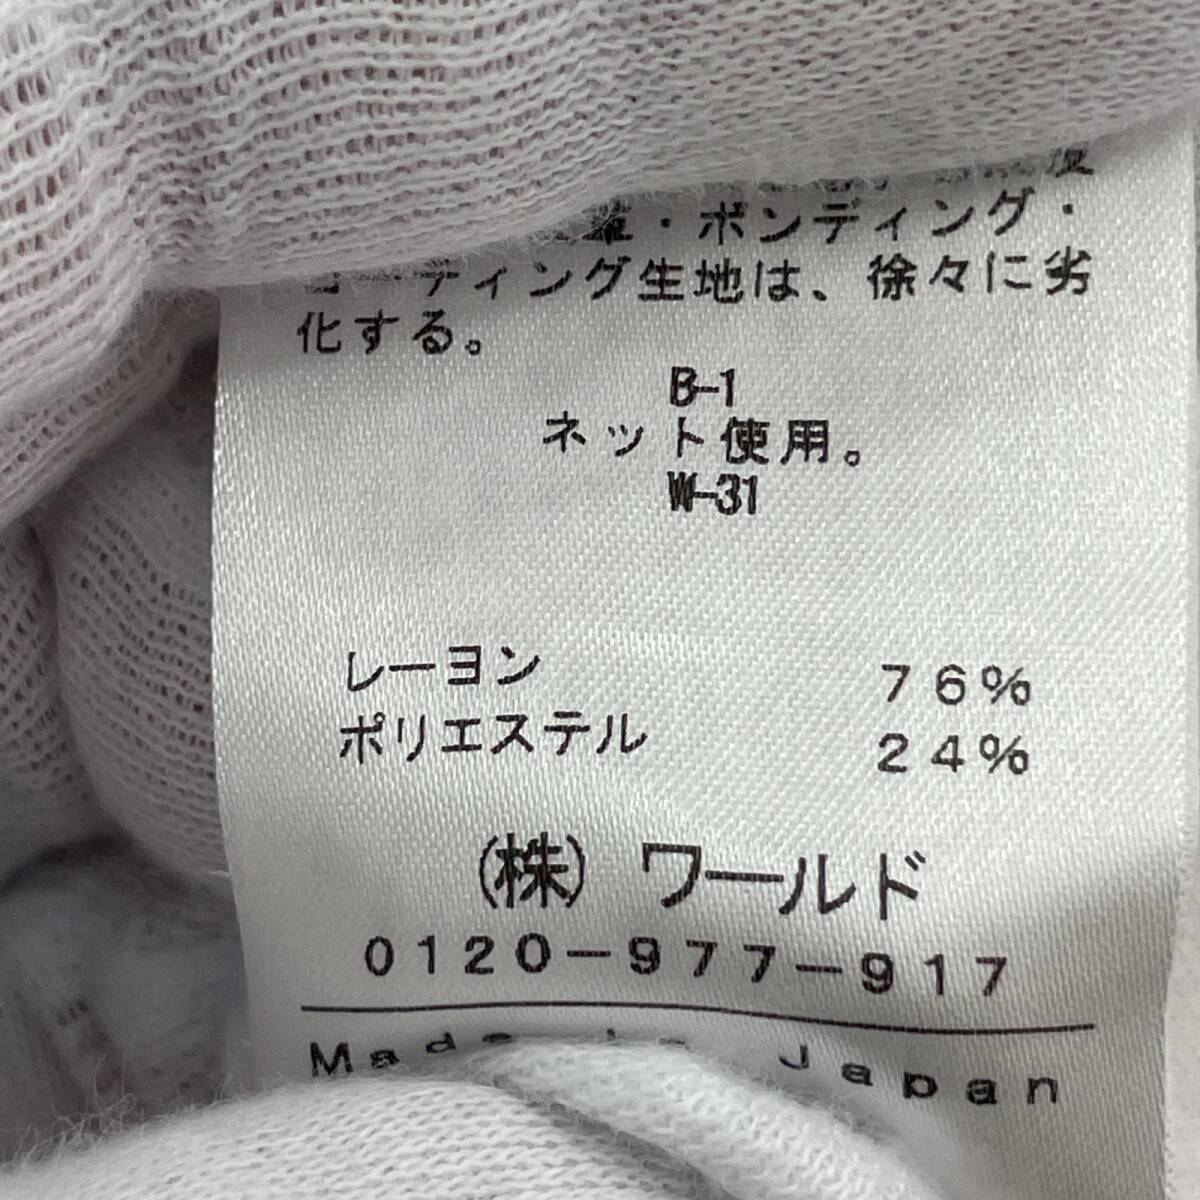 ・ボンディング・
コーティング生地は、徐々に劣
化する。
B-1
ネット使用。
W-31
レーヨン 76%
ポリエステル 24%
(株) ワールド
0120-977-917
Made in Japan